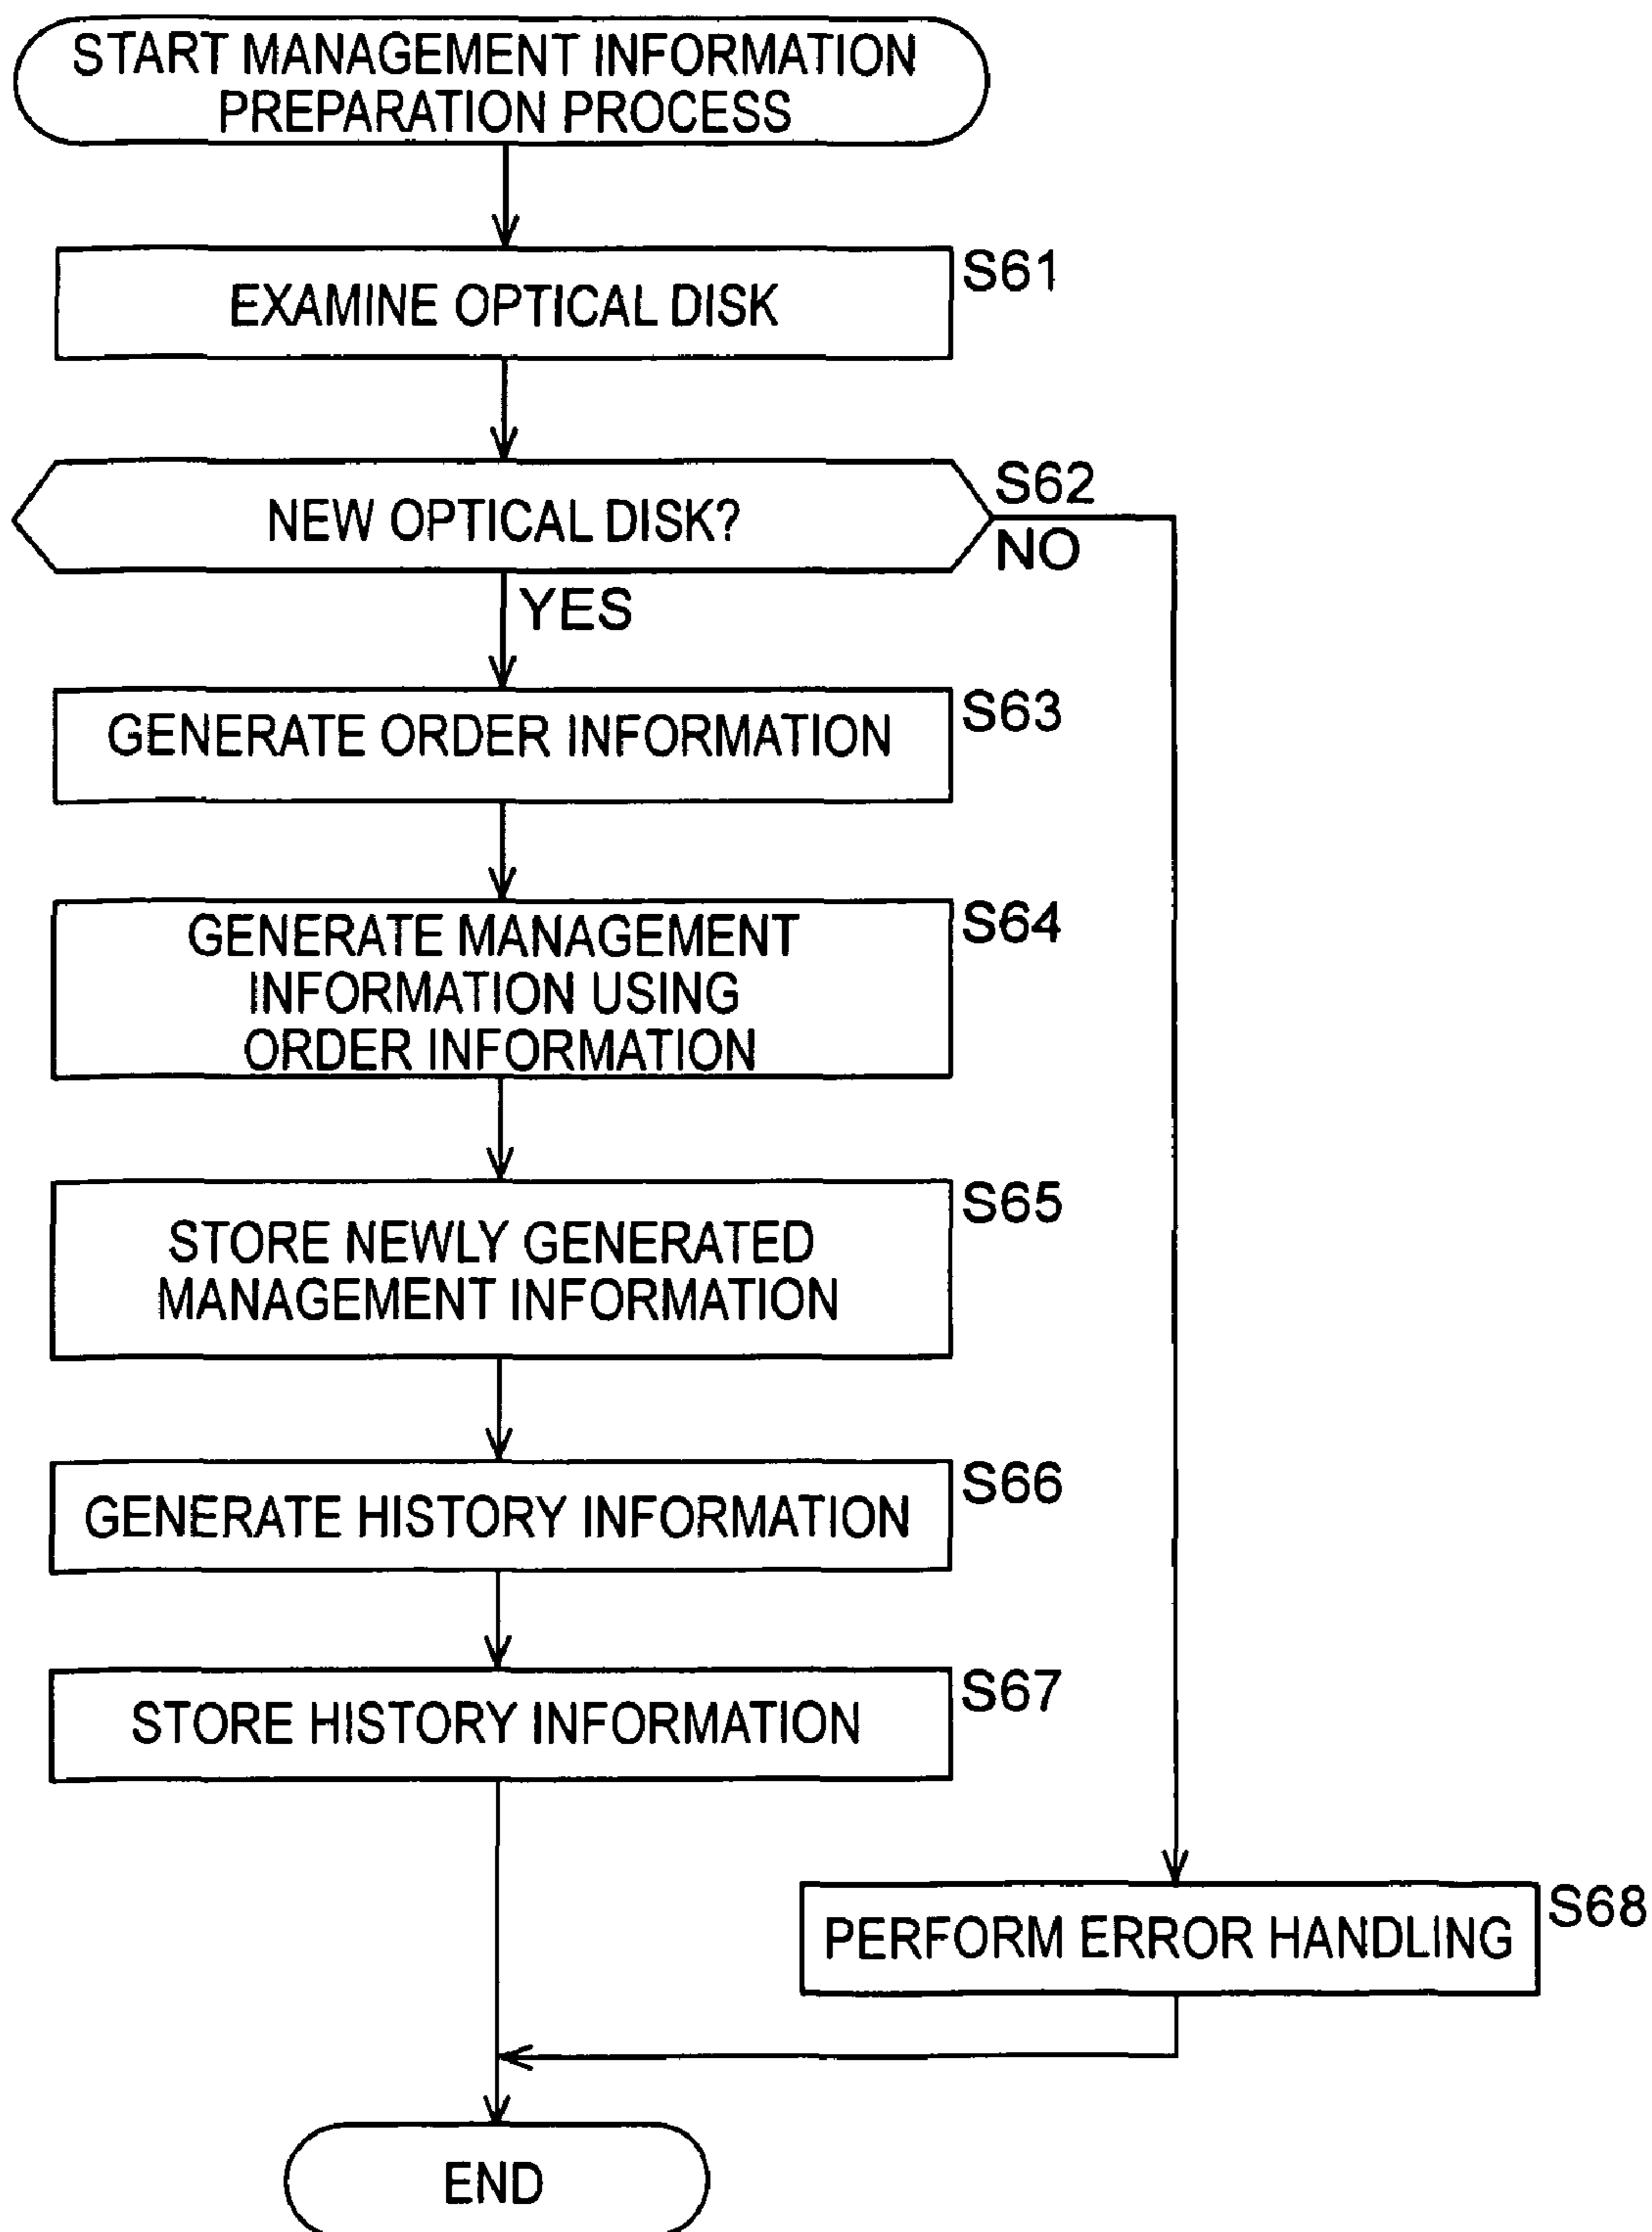 START MANAGEMENT INFORMATION
PREPARATION PROCESS
EXAMINE OPTICAL DISK
S61
NEW OPTICAL DISK?
S62
NO
YES
GENERATE ORDER INFORMATION
S63
GENERATE MANAGEMENT
INFORMATION USING
ORDER INFORMATION
S64
STORE NEWLY GENERATED
MANAGEMENT INFORMATION
S65
GENERATE HISTORY INFORMATION
S66
STORE HISTORY INFORMATION
S67
PERFORM ERROR HANDLING
S68
END